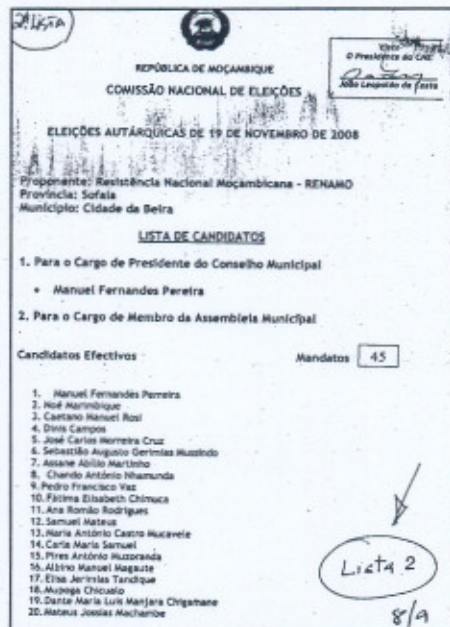 2ª Lista
O Presidente da CNE
João Leopoldo da Costa
REPÚBLICA DE MOÇAMBIQUE
COMISSÃO NACIONAL DE ELEIÇÕES
ELEIÇÕES AUTÁRQUICAS DE 19 DE NOVEMBRO DE 2008
Proponente: Resistência Nacional Moçambicana - RENAMO
Província: Sofala
Município: Cidade da Beira
LISTA DE CANDIDATOS
1. Para o Cargo de Presidente do Conselho Municipal
• Manuel Fernandes Pereira
2. Para o Cargo de Membro da Assembleia Municipal
Candidatos Efectivos Mandatos 45
1. Manuel Fernandes Perreira
2. Noé Marimbique
3. Caetano Manuel Rosi
4. Dinis Campos
5. José Carlos Morreira Cruz
6. Sebastião Augusto Gerimias Mussindo
7. Assane Abílio Martinho
8. Chando António Nhamunda
9. Pedro Francisco Vaz
10. Fátima Elisabeth Chimuca
11. Ana Romão Rodrigues
12. Samuel Mateus
13. Maria António Castro Mucavele
14. Carla Maria Samuel
15. Pires António Muzoranda
16. Albino Manuel Magaute
17. Elisa Jerimias Tandique
18. Mupoga Chicualo
19. Dante Maria Luis Manjara Chigamane
20. Mateus Jossias Machambe
Lista 2
8/9